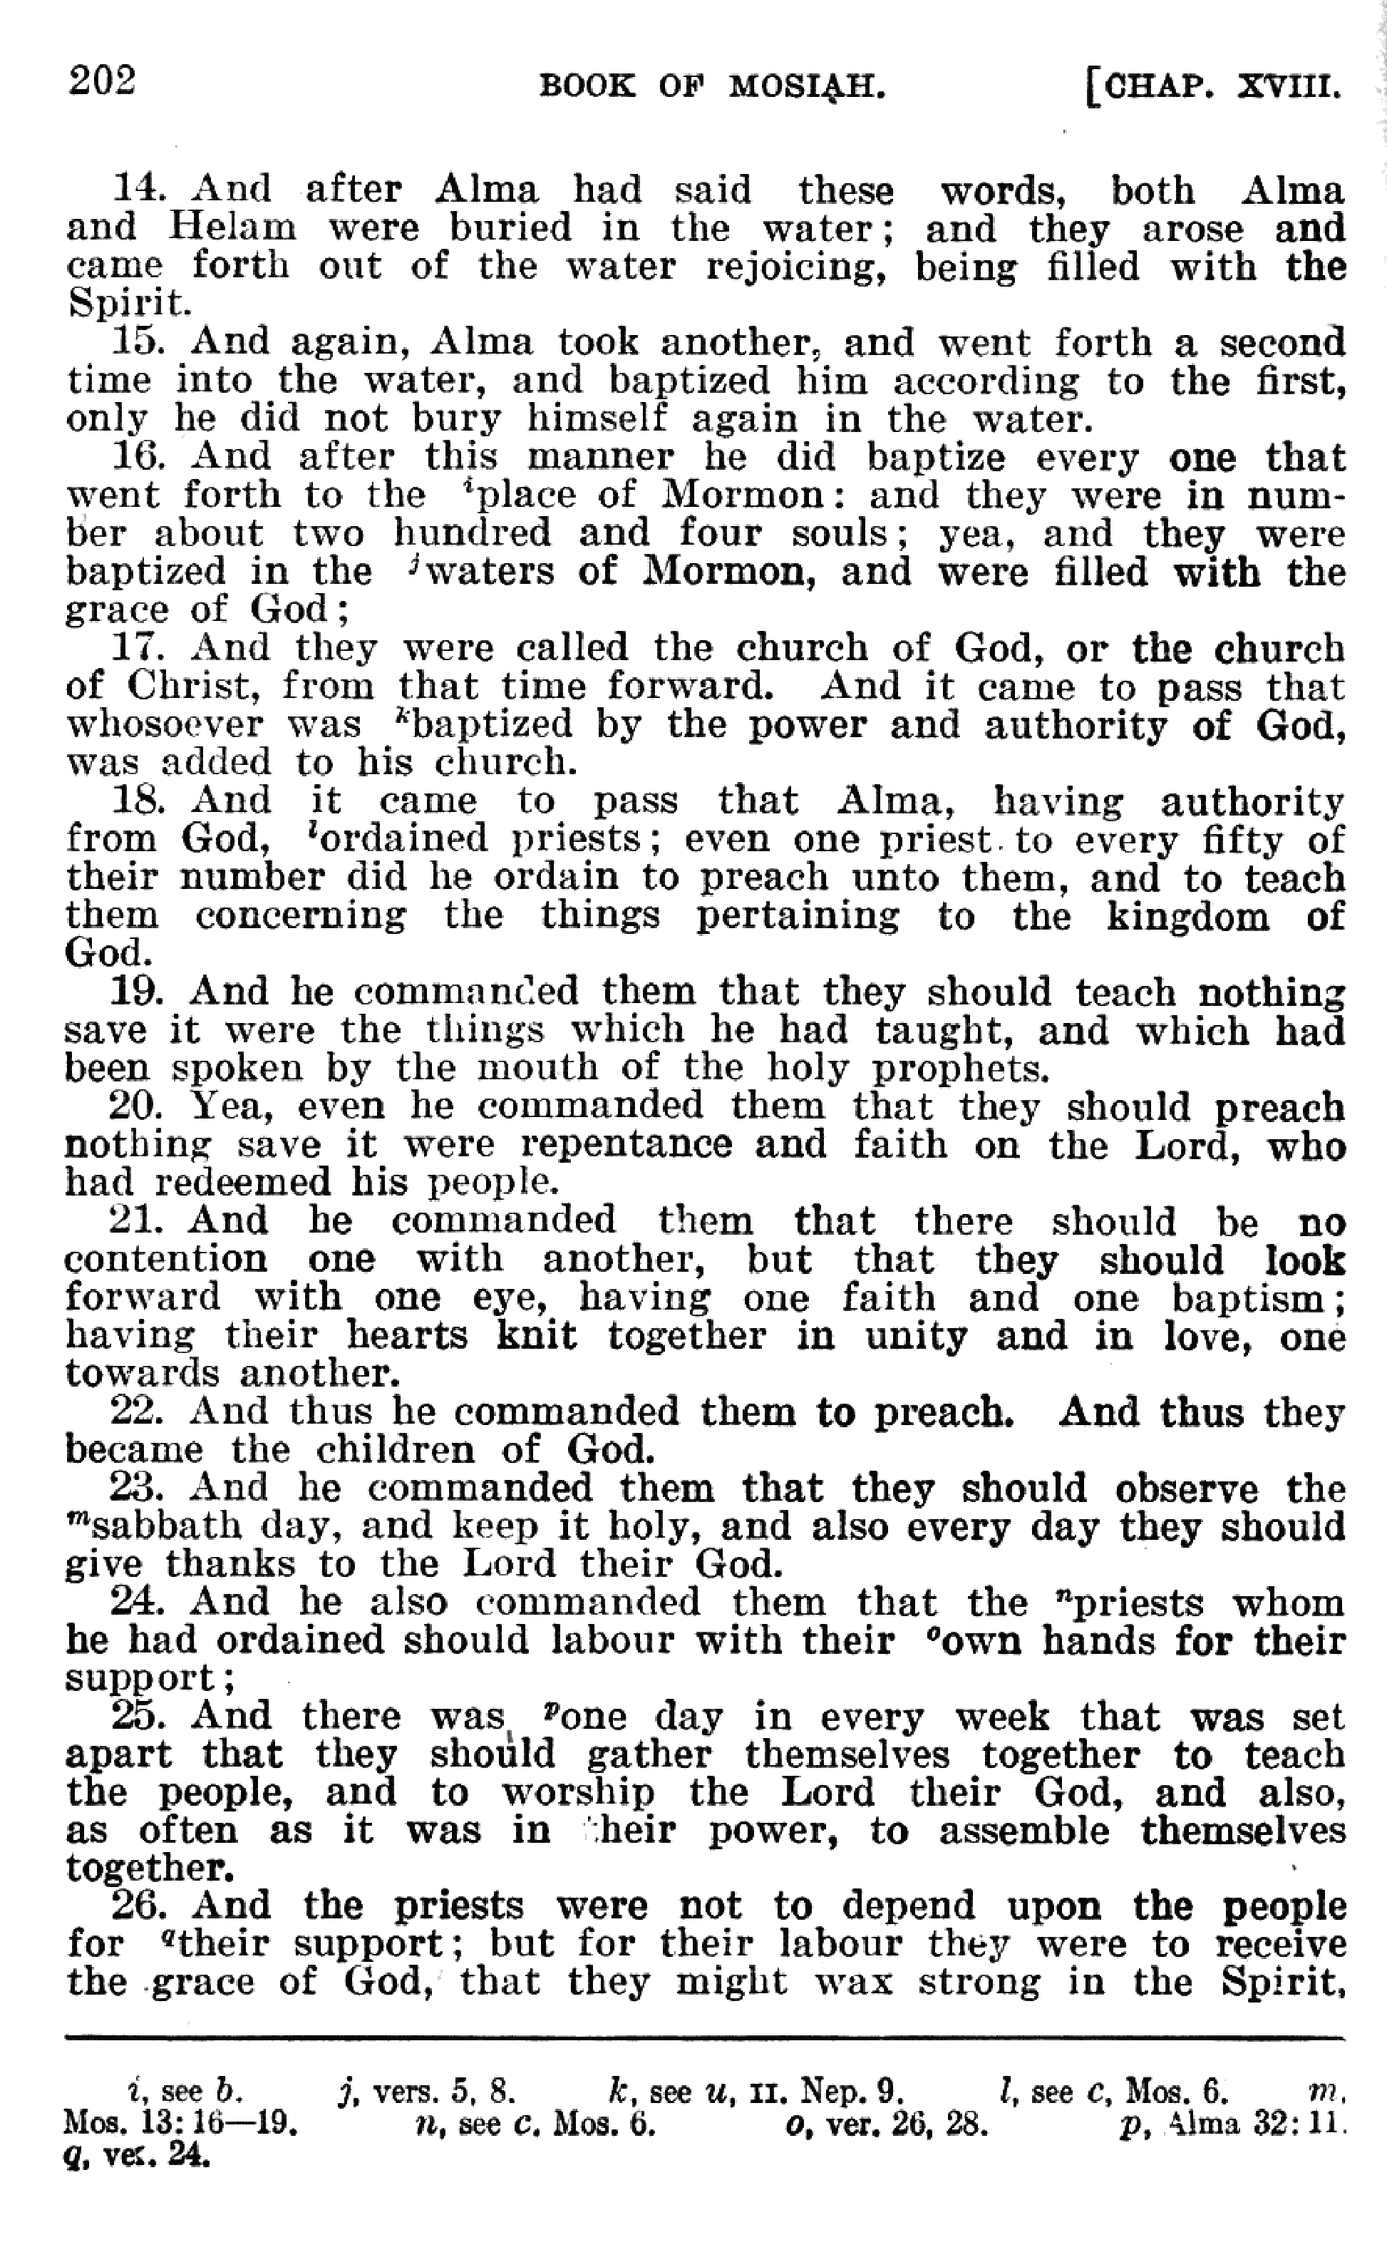 202 BOOK OF MOSIAH. [CHAP. XVIII.
14. And after Alma had said these words, both Alma
and Helam were buried in the water; and they arose and
came forth out of the water rejoicing, being filled with the
Spirit.
15. And again, Alma took another, and went forth a second
time into the water, and baptized him according to the first,
only he did not bury himself again in the water.
16. And after this manner he did baptize every one that
went forth to the iplace of Mormon: and they were in num-
ber about two hundred and four souls; yea, and they were
baptized in the jwaters of Mormon, and were filled with the
grace of God;
17. And they were called the church of God, or the church
of Christ, from that time forward. And it came to pass that
whosoever was kbaptized by the power and authority of God,
was added to his church.
18. And it came to pass that Alma, having authority
from God, lordained priests; even one priest to every fifty of
their number did he ordain to preach unto them, and to teach
them concerning the things pertaining to the kingdom of
God.
19. And he commanded them that they should teach nothing
save it were the things which he had taught, and which had
been spoken by the mouth of the holy prophets.
20. Yea, even he commanded them that they should preach
nothing save it were repentance and faith on the Lord, who
had redeemed his people.
21. And he commanded them that there should be no
contention one with another, but that they should look
forward with one eye, having one faith and one baptism;
having their hearts knit together in unity and in love, one
towards another.
22. And thus he commanded them to preach. And thus they
became the children of God.
23. And he commanded them that they should observe the
msabbath day, and keep it holy, and also every day they should
give thanks to the Lord their God.
24. And he also commanded them that the npriests whom
he had ordained should labour with their oown hands for their
support;
25. And there was pone day in every week that was set
apart that they should gather themselves together to teach
the people, and to worship the Lord their God, and also,
as often as it was in their power, to assemble themselves
together.
26. And the priests were not to depend upon the people
for qtheir support; but for their labour they were to receive
the grace of God, that they might wax strong in the Spirit,
i, see b. j, vers. 5, 8. k, see u, II. Nep. 9. l, see c, Mos. 6. m,
Mos. 13: 16—19. n, see c. Mos. 6. o, ver. 26, 28. p, Alma 32: 11.
q, ver. 24.